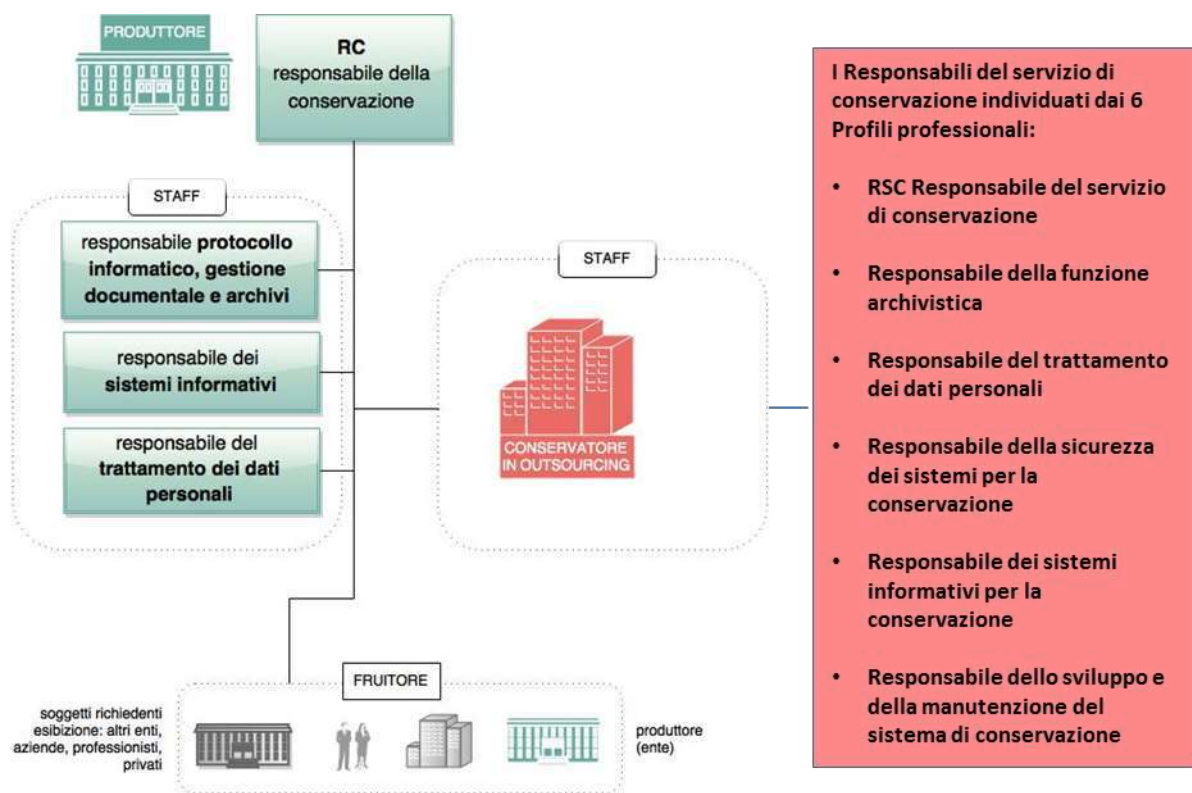 PRODUTTORE
RC
responsabile della
conservazione
STAFF
responsabile protocollo
informatico, gestione
documentale e archivi
responsabile dei
sistemi informativi
responsabile del
trattamento dei dati
personali
STAFF
CONSERVATORE
IN OUTSOURCING
FRUITORE
soggetti richiedenti
esibizione: altri enti,
aziende, professionisti,
privati
produttore
(ente)
I Responsabili del servizio di
conservazione individuati dai 6
Profili professionali:
• RSC Responsabile del servizio
di conservazione
• Responsabile della funzione
archivistica
• Responsabile del trattamento
dei dati personali
• Responsabile della sicurezza
dei sistemi per la
conservazione
• Responsabile dei sistemi
informativi per la
conservazione
• Responsabile dello sviluppo e
della manutenzione del
sistema di conservazione